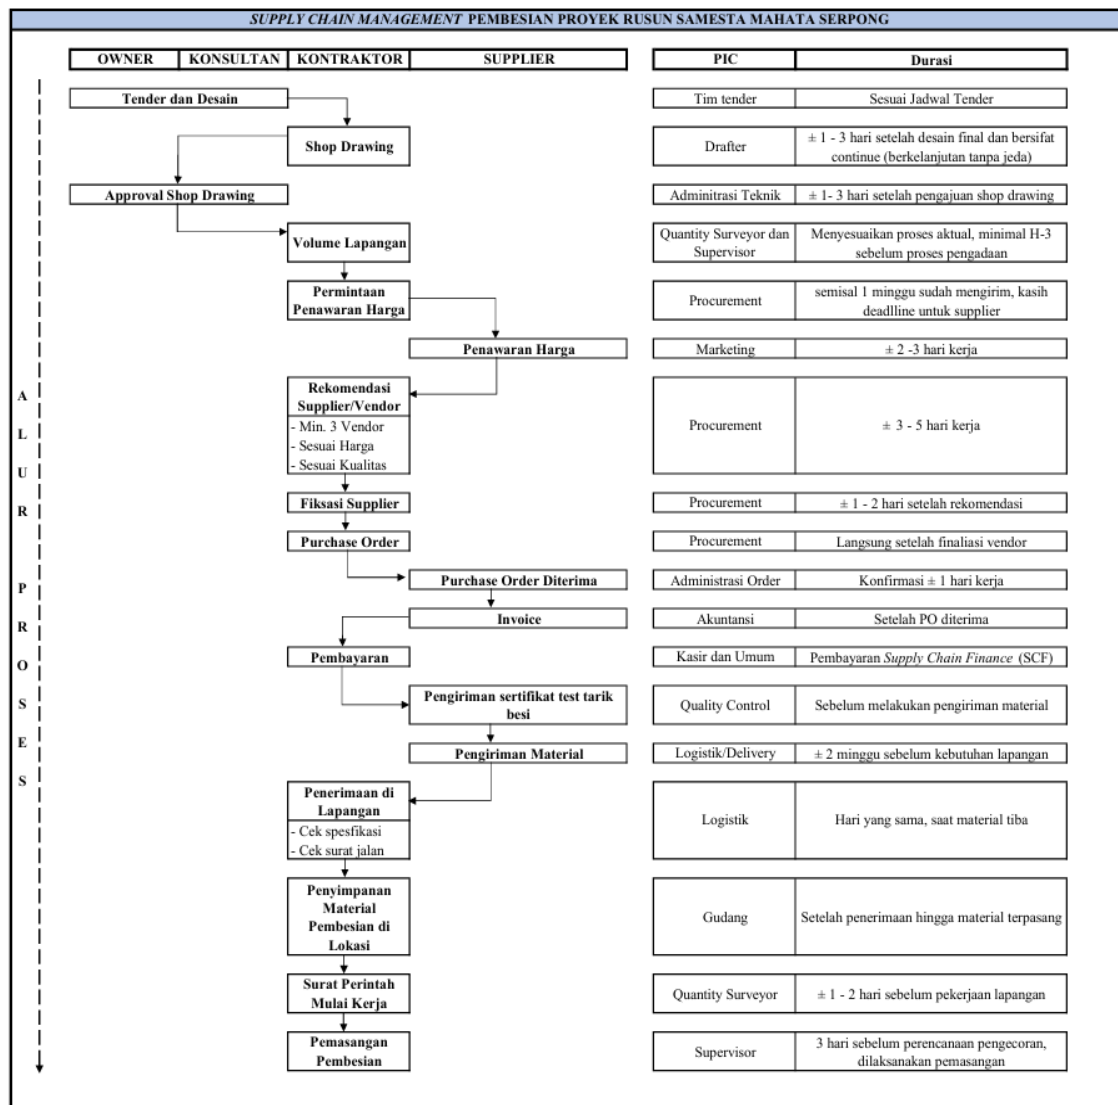 SUPPLY CHAIN MANAGEMENT PEMBESIAN PROYEK RUSUN SAMESTA MAHATA SERPONG
OWNER KONSULTAN KONTRAKTOR SUPPLIER PIC Durasi
Tender dan Desain
Tim tender
Sesuai Jadwal Tender
Shop Drawing
Drafter
± 1 - 3 hari setelah desain final dan bersifat
continue (berkelanjutan tanpa jeda)
Approval Shop Drawing
Adminitrasi Teknik
± 1- 3 hari setelah pengajuan shop drawing
Volume Lapangan
Quantity Surveyor dan
Supervisor
Menyesuaikan proses aktual, minimal H-3
sebelum proses pengadaan
Permintaan
Penawaran Harga
Procurement
semisal 1 minggu sudah mengirim, kasih
deadlline untuk supplier
Penawaran Harga
Marketing
± 2 -3 hari kerja
Rekomendasi
Supplier/Vendor
- Min. 3 Vendor
- Sesuai Harga
- Sesuai Kualitas
Procurement
± 3 - 5 hari kerja
Fiksasi Supplier
Procurement
± 1 - 2 hari setelah rekomendasi
Purchase Order
Procurement
Langsung setelah finaliasi vendor
Purchase Order Diterima
Administrasi Order
Konfirmasi ± 1 hari kerja
Invoice
Akuntansi
Setelah PO diterima
Pembayaran
Kasir dan Umum
Pembayaran Supply Chain Finance (SCF)
Pengiriman sertifikat test tarik
besi
Quality Control
Sebelum melakukan pengiriman material
Pengiriman Material
Logistik/Delivery
± 2 minggu sebelum kebutuhan lapangan
Penerimaan di
Lapangan
- Cek spesfikasi
- Cek surat jalan
Logistik
Hari yang sama, saat material tiba
Penyimpanan
Material
Pembesian di
Lokasi
Gudang
Setelah penerimaan hingga material terpasang
Surat Perintah
Mulai Kerja
Quantity Surveyor
± 1 - 2 hari sebelum pekerjaan lapangan
Pemasangan
Pembesian
Supervisor
3 hari sebelum perencanaan pengecoran,
dilaksanakan pemasangan
A
L
U
R
P
R
O
S
E
S